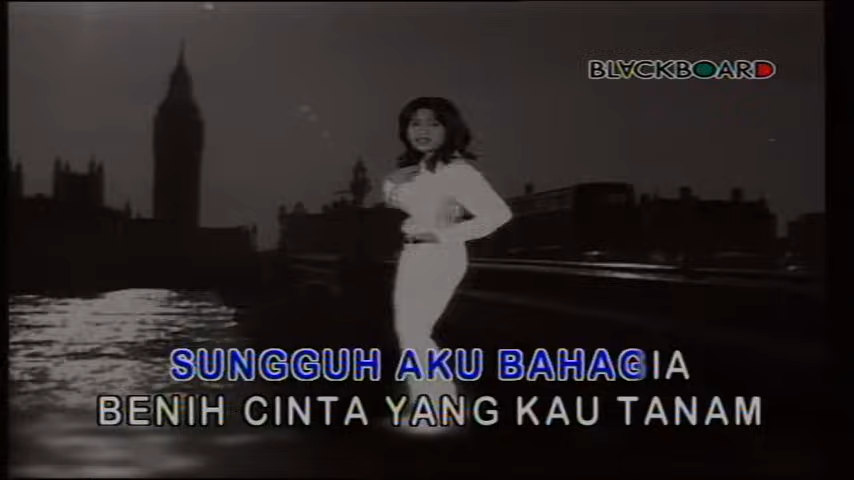 BLACKBOARD
SUNGGUH AKU BAHAGIA
BENIH CINTA YANG KAU TANAM